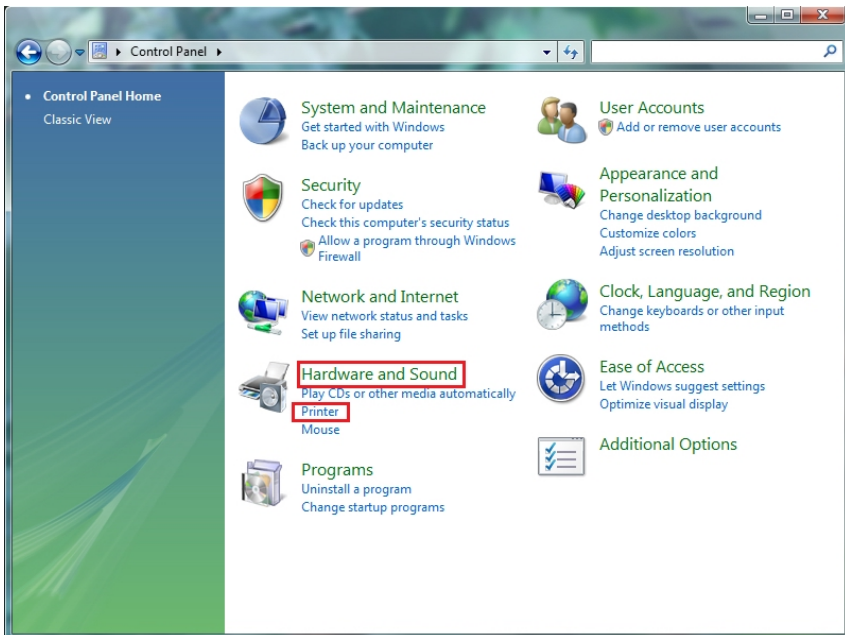 Control Panel
Control Panel Home
Classic View
System and Maintenance
Get started with Windows
Back up your computer
Security
Check for updates
Check this computer's security status
Allow a program through Windows
Firewall
Network and Internet
View network status and tasks
Set up file sharing
Hardware and Sound
Play CDs or other media automatically
Printer
Mouse
Programs
Uninstall a program
Change startup programs
User Accounts
Add or remove user accounts
Appearance and
Personalization
Change desktop background
Customize colors
Adjust screen resolution
Clock, Language, and Region
Change keyboards or other input
methods
Ease of Access
Let Windows suggest settings
Optimize visual display
Additional Options